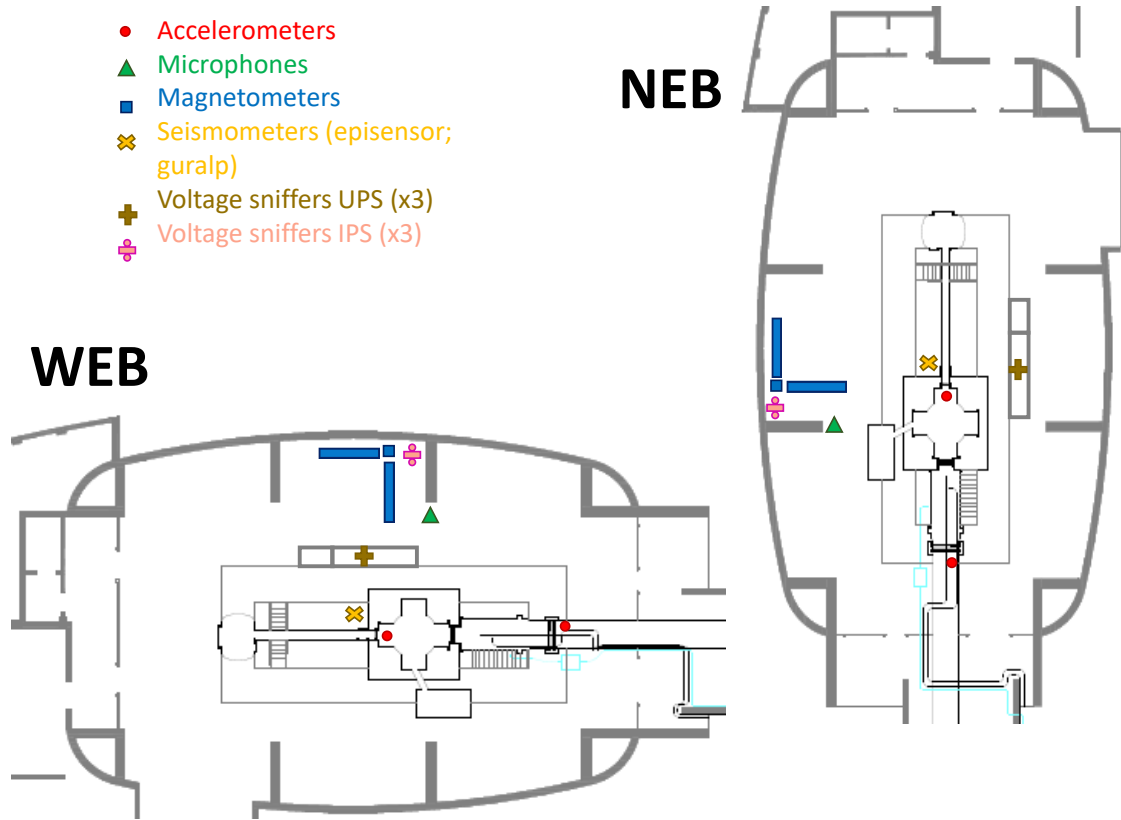 Accelerometers
Microphones
Magnetometers
Seismometers (episensor;
guralp)
Voltage sniffers UPS (x3)
Voltage sniffers IPS (x3)
NEB
WEB